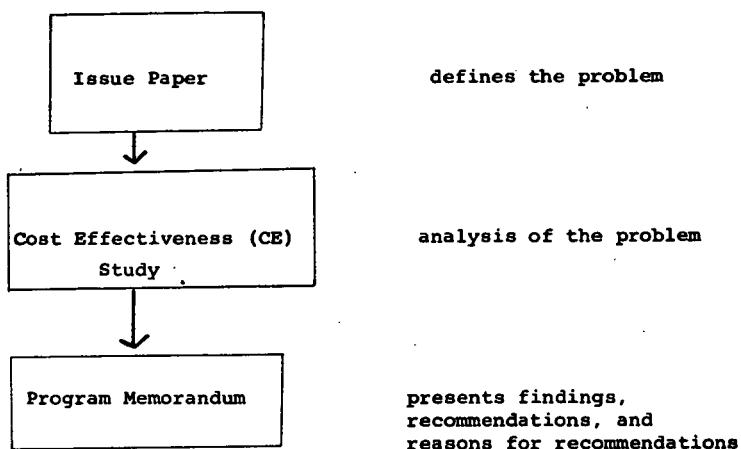 Issue Paper
defines the problem
Cost Effectiveness (CE)
Study
analysis of the problem
Program Memorandum
presents findings,
recommendations, and
reasons for recommendations